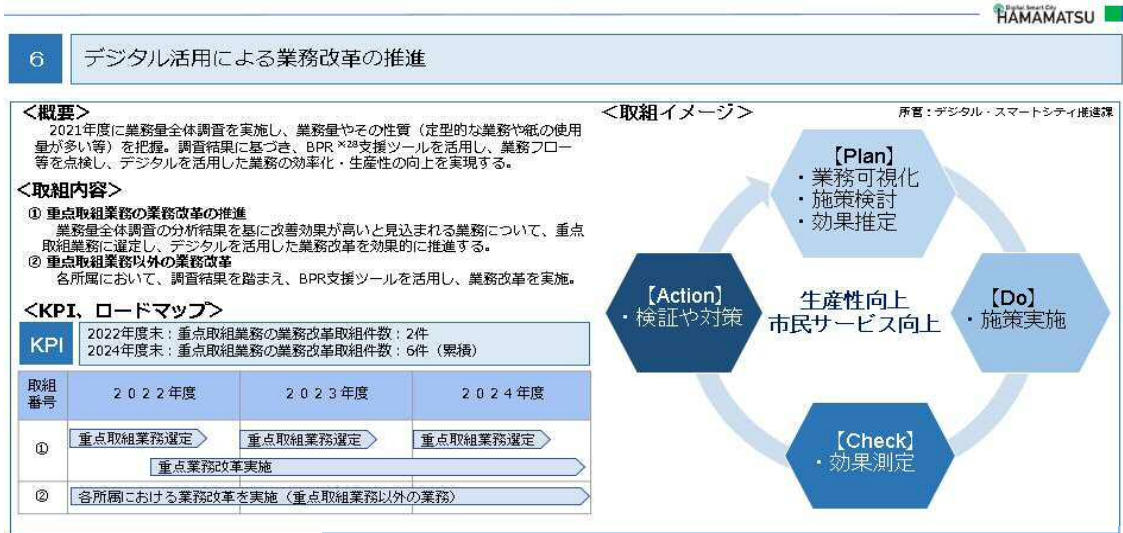 Digital Smart City
HAMAMATSU
6
デジタル活用による業務改革の推進
<概要>
2021年度に業務量全体調査を実施し、業務量やその性質（定型的な業務や紙の使用
量が多い等）を把握。調査結果に基づき、BPR※28支援ツールを活用し、業務フロー
等を点検し、デジタルを活用した業務の効率化・生産性の向上を実現する。
<取組内容>
① 重点取組業務の業務改革の推進
業務量全体調査の分析結果を基に改善効果が高いと見込まれる業務について、重点
取組業務に選定し、デジタルを活用した業務改革を効果的に推進する。
② 重点取組業務以外の業務改革
各所属において、調査結果を踏まえ、BPR支援ツールを活用し、業務改革を実施。
<KPI、ロードマップ>
KPI
2022年度末：重点取組業務の業務改革取組件数：2件
2024年度末：重点取組業務の業務改革取組件数：6件（累積）
取組
番号
２０２２年度
２０２３年度
２０２４年度
①
重点取組業務選定
重点取組業務選定
重点取組業務選定
重点業務改革実施
②
各所属における業務改革を実施（重点取組業務以外の業務）
<取組イメージ>
所管：デジタル・スマートシティ推進課
【Plan】
・業務可視化
・施策検討
・効果推定
【Action】
・検証や対策
生産性向上
市民サービス向上
【Do】
・施策実施
【Check】
・効果測定